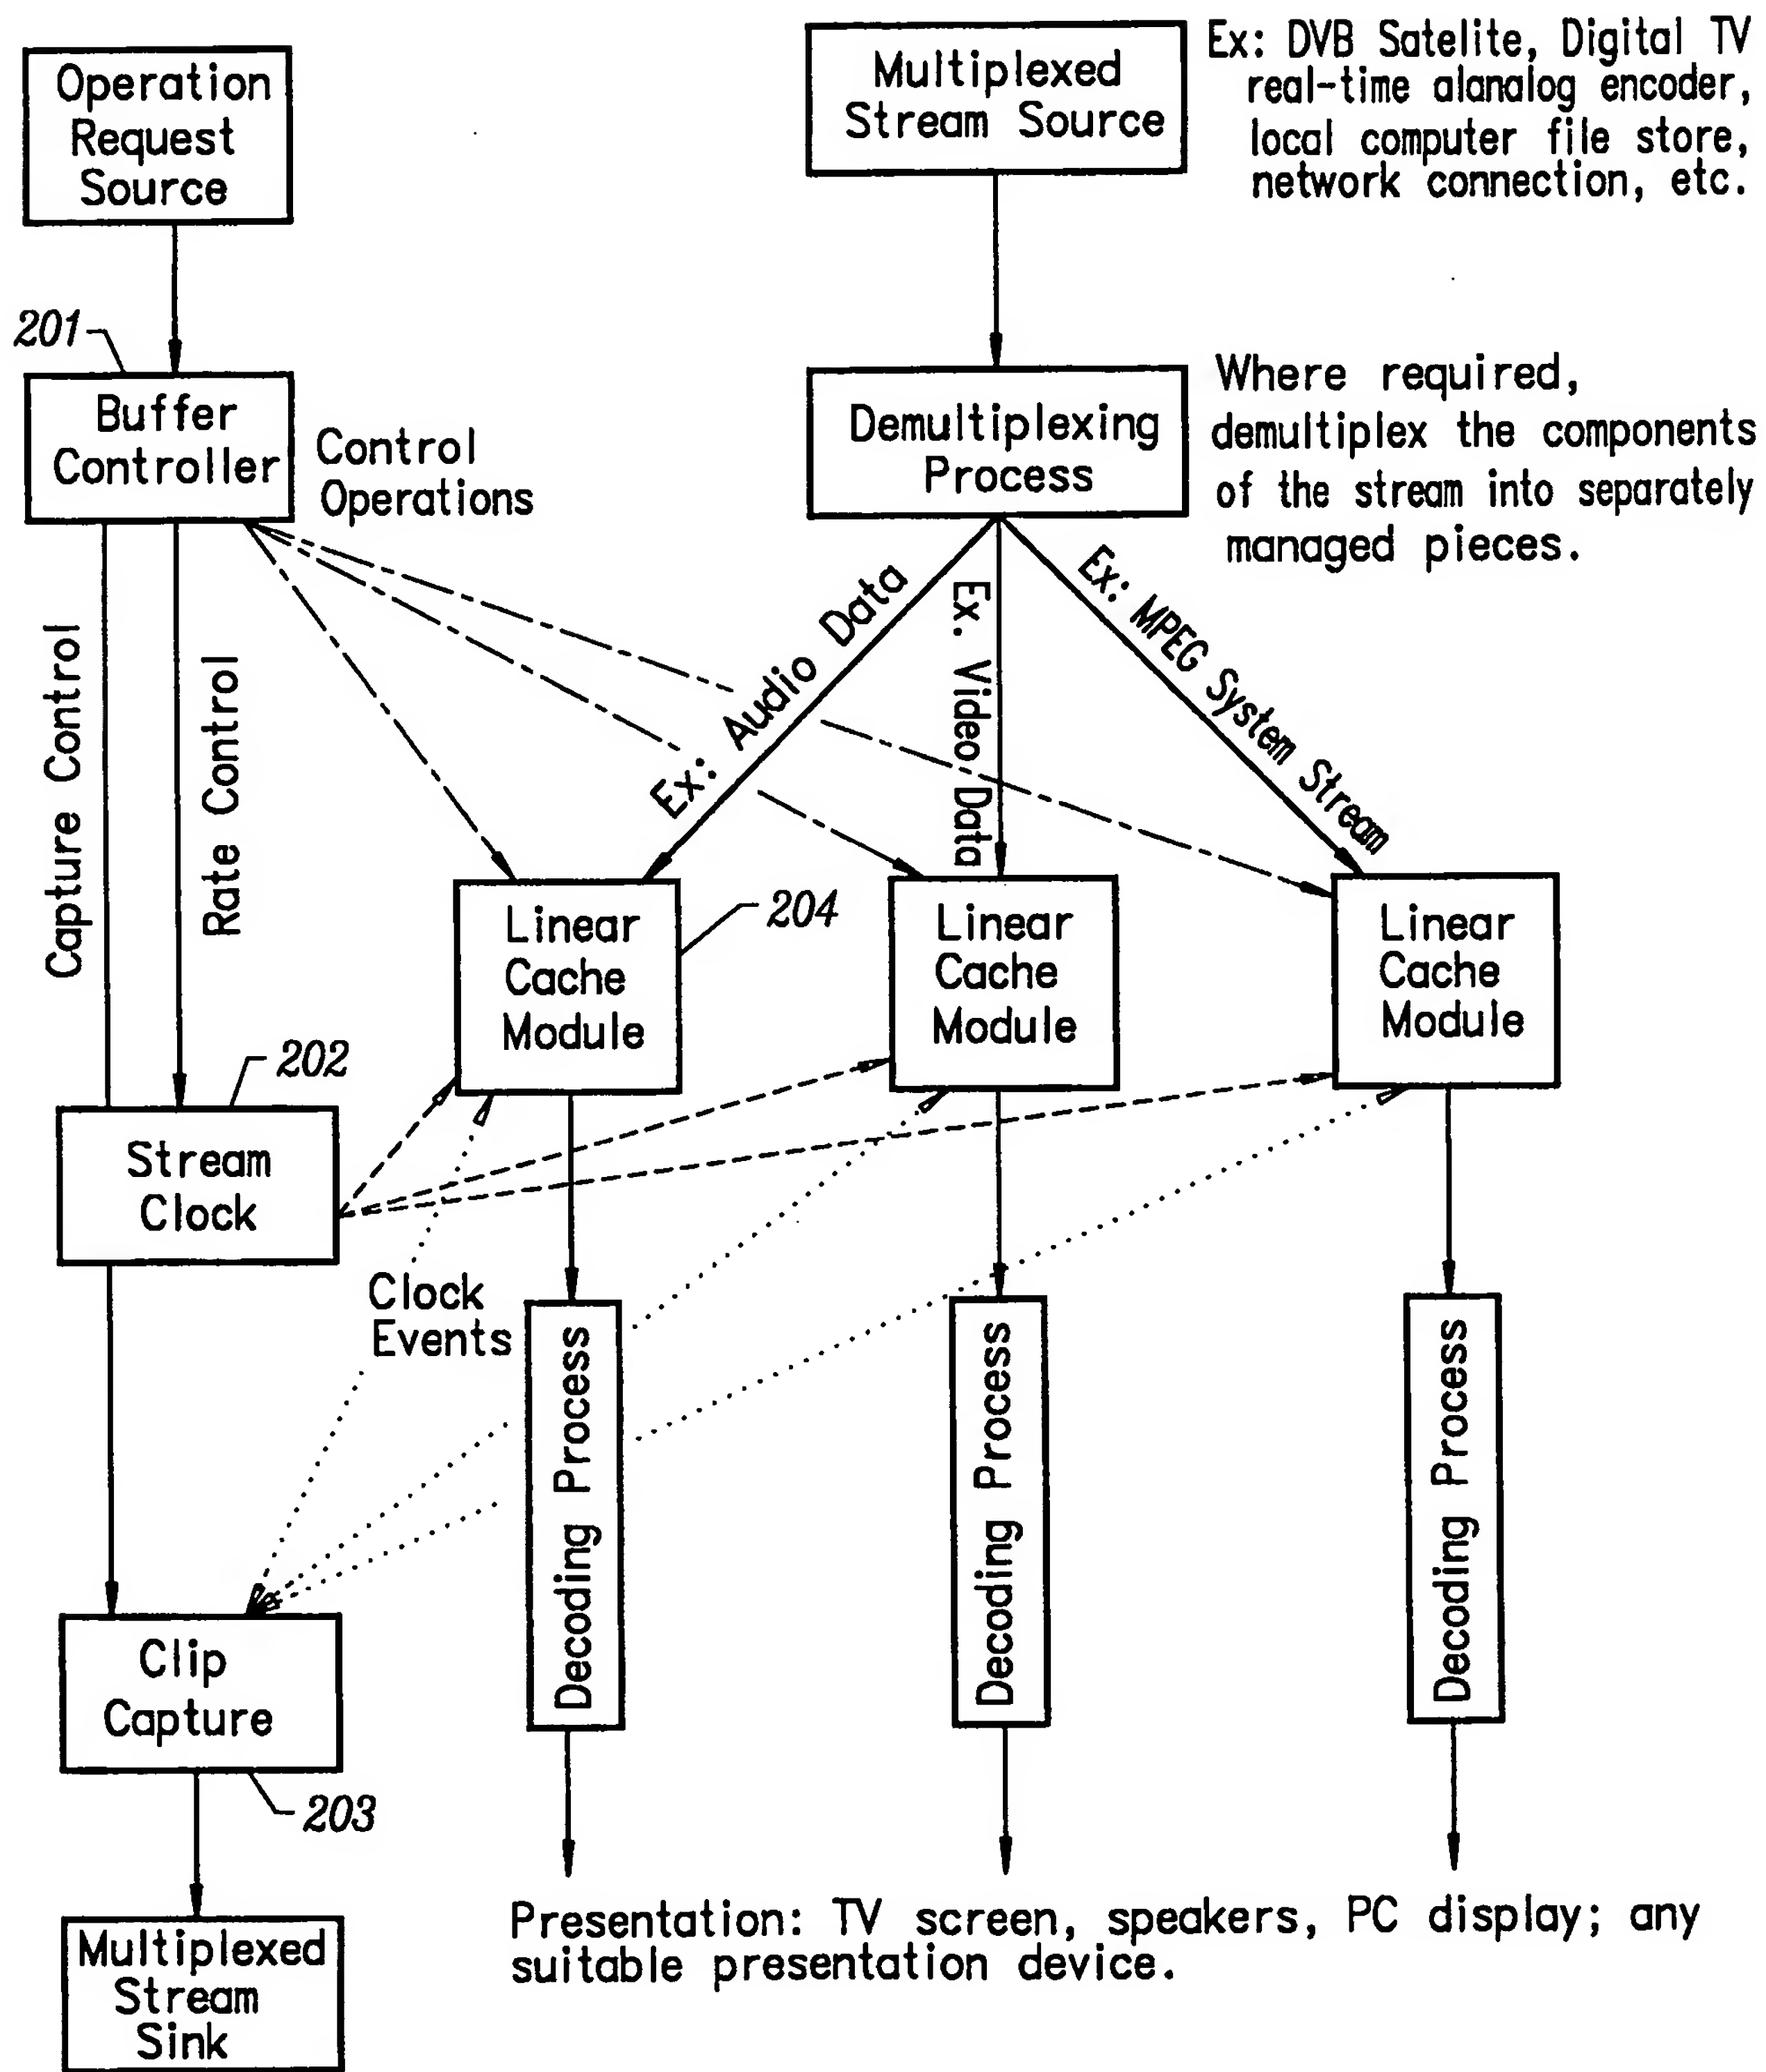 Operation
Request
Source
Multiplexed
Stream Source
Ex: DVB Satelite, Digital TV
real-time alanalog encoder,
local computer file store,
network connection, etc.
201
Buffer
Controller
Control
Operations
Demultiplexing
Process
Where required,
demultiplex the components
of the stream into separately
managed pieces.
Capture Control
Rate Control
Ex: Audio Data
Ex. Video Data
Ex: MPEG System Stream
Linear
Cache
Module
204
Linear
Cache
Module
Linear
Cache
Module
202
Stream
Clock
Clock
Events
Decoding Process
Decoding Process
Decoding Process
Clip
Capture
203
Multiplexed
Stream
Sink
Presentation: TV screen, speakers, PC display; any
suitable presentation device.